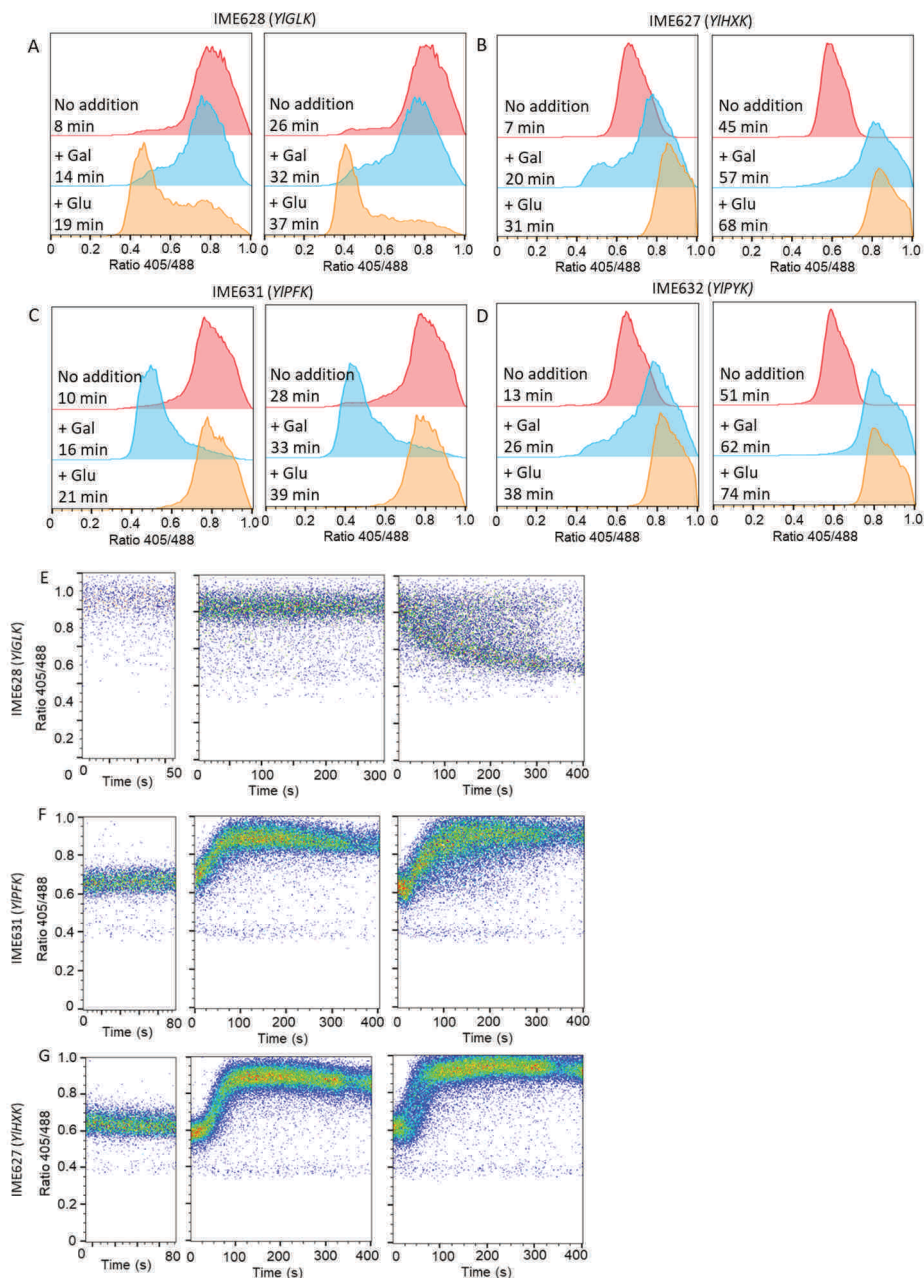 IME628 (YlGLK)
IME627 (YlHXK)
A
B
No addition
8 min
+ Gal
14 min
+ Glu
19 min
No addition
26 min
+ Gal
32 min
+ Glu
37 min
No addition
7 min
+ Gal
20 min
+ Glu
31 min
No addition
45 min
+ Gal
57 min
+ Glu
68 min
0 0.2 0.4 0.6 0.8 1.0
0 0.2 0.4 0.6 0.8 1.0
0 0.2 0.4 0.6 0.8 1.0
0 0.2 0.4 0.6 0.8 1.0
Ratio 405/488
Ratio 405/488
Ratio 405/488
Ratio 405/488
IME631 (YlPFK)
IME632 (YlPYK)
C
D
No addition
10 min
+ Gal
16 min
+ Glu
21 min
No addition
28 min
+ Gal
33 min
+ Glu
39 min
No addition
13 min
+ Gal
26 min
+ Glu
38 min
No addition
51 min
+ Gal
62 min
+ Glu
74 min
0 0.2 0.4 0.6 0.8 1.0
0 0.2 0.4 0.6 0.8 1.0
0 0.2 0.4 0.6 0.8 1.0
0 0.2 0.4 0.6 0.8 1.0
Ratio 405/488
Ratio 405/488
Ratio 405/488
Ratio 405/488
E
IME628 (YlGLK)
Ratio 405/488
1.0
0.8
0.6
0.4
0.2
0
0 50
0 100 200 300
0 100 200 300 400
Time (s)
Time (s)
Time (s)
F
IME631 (YlPFK)
Ratio 405/488
1.0
0.8
0.6
0.4
0.2
0
0 80
0 100 200 300 400
0 100 200 300 400
Time (s)
Time (s)
Time (s)
G
IME627 (YlHXK)
Ratio 405/488
1.0
0.8
0.6
0.4
0.2
0
0 80
0 100 200 300 400
0 100 200 300 400
Time (s)
Time (s)
Time (s)